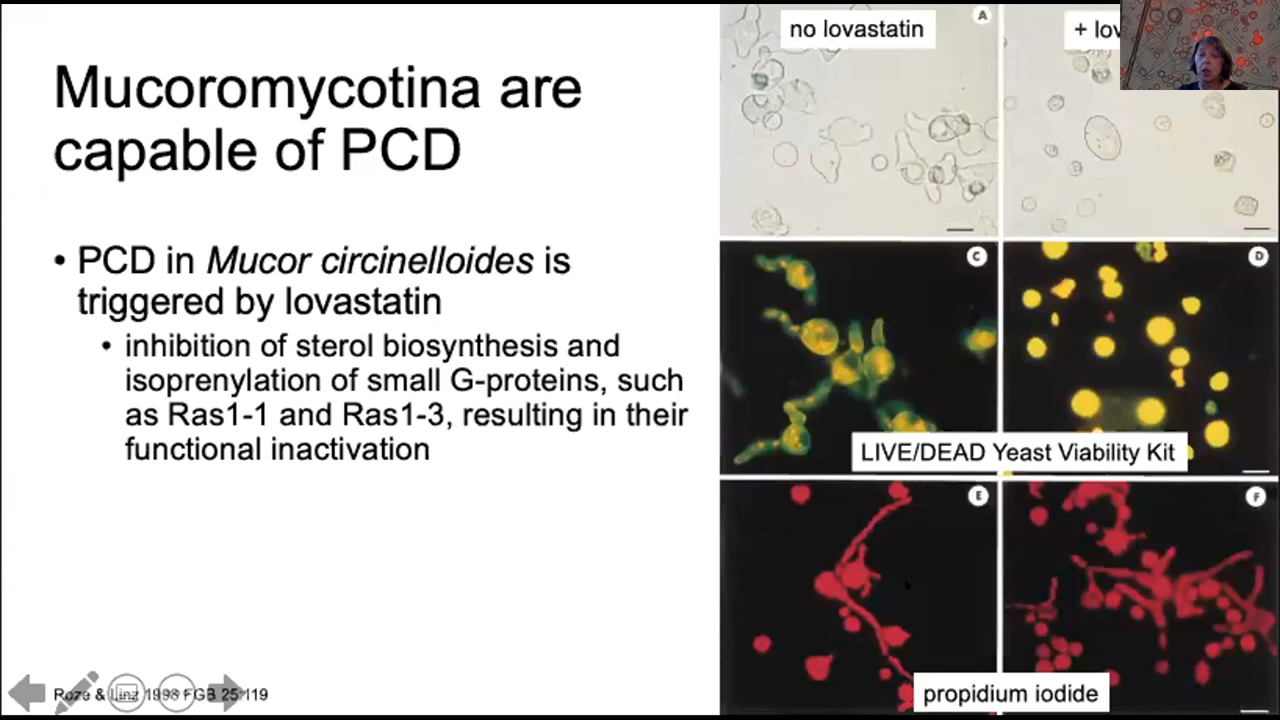 Mucoromycotina are
capable of PCD
• PCD in Mucor circinelloides is
triggered by lovastatin
• inhibition of sterol biosynthesis and
isoprenylation of small G-proteins, such
as Ras1-1 and Ras1-3, resulting in their
functional inactivation
Roze & Linz 1998 FGB 25:119
no lovastatin
A
+ lov
C
D
LIVE/DEAD Yeast Viability Kit
E
F
propidium iodide